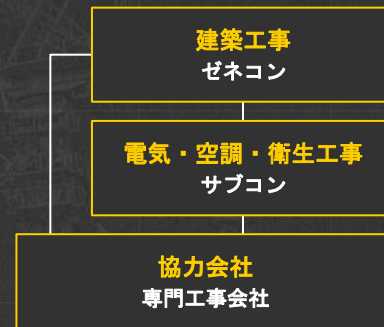 建築工事
ゼネコン
電気・空調・衛生工事
サブコン
協力会社
専門工事会社